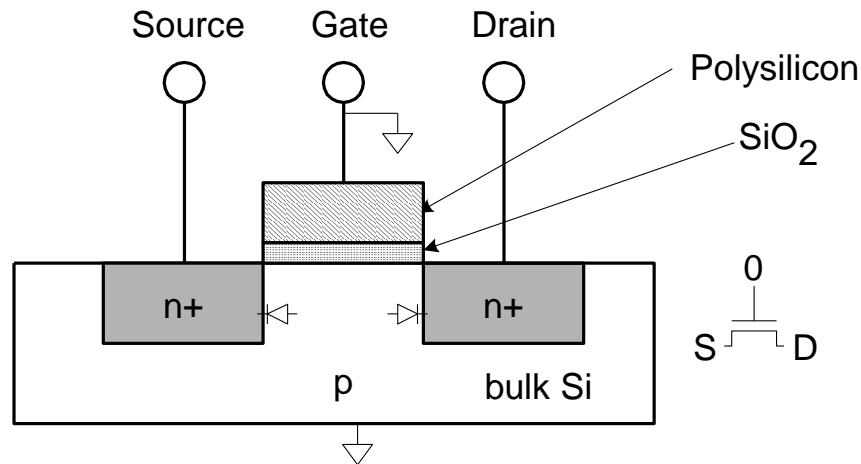 Source Gate Drain
Polysilicon
SiO2
0
n+ n+
S D
p bulk Si